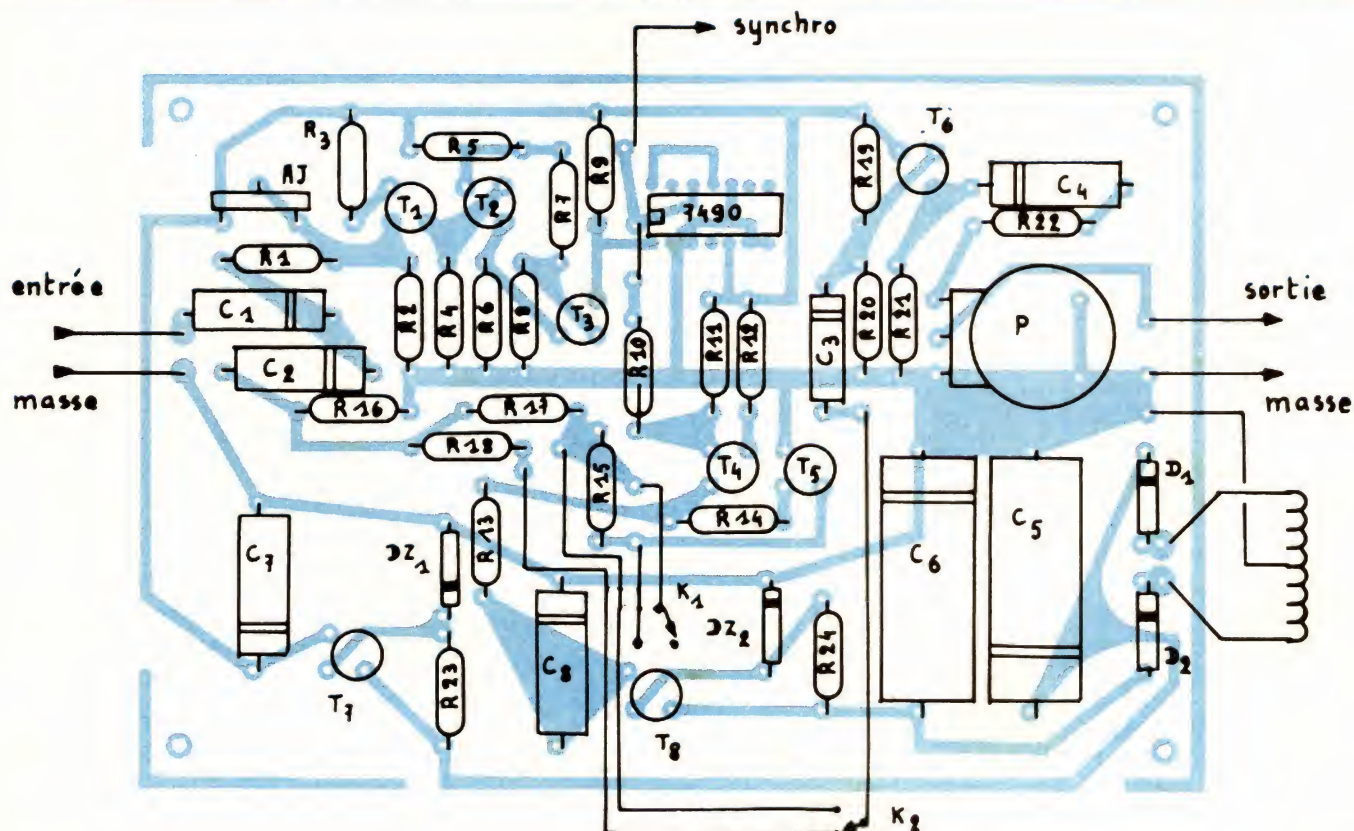 synchro
R3
R5
R9
R19
T6
AJ
T1
T2
R7
7490
C4
R22
R1
entrée
C1
R2
R4
R6
R8
T3
R10
R11
R12
C3
R20
R21
P
sortie
C2
masse
R16
R17
masse
R18
R15
T4
T5
R14
D1
C7
DZ1
R13
C6
C5
K1
DZ2
R24
C8
R23
D2
T7
T8
K2